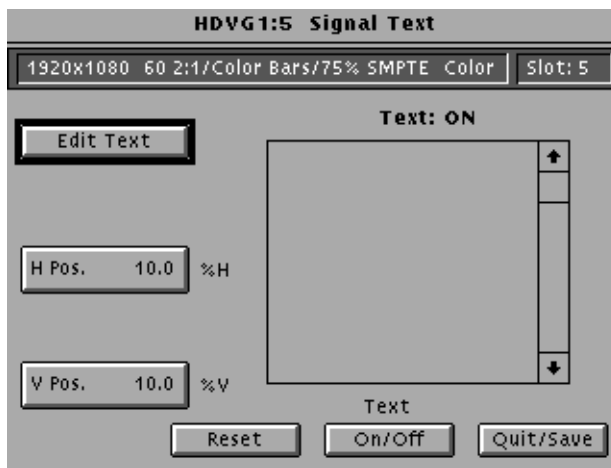 HDVG1:5 Signal Text
1920x1080 60 2:1/Color Bars/75% SMPTE Color Slot: 5
Text: ON
Edit Text
H Pos. 10.0 %H
V Pos. 10.0 %V
Text
Reset On/Off Quit/Save